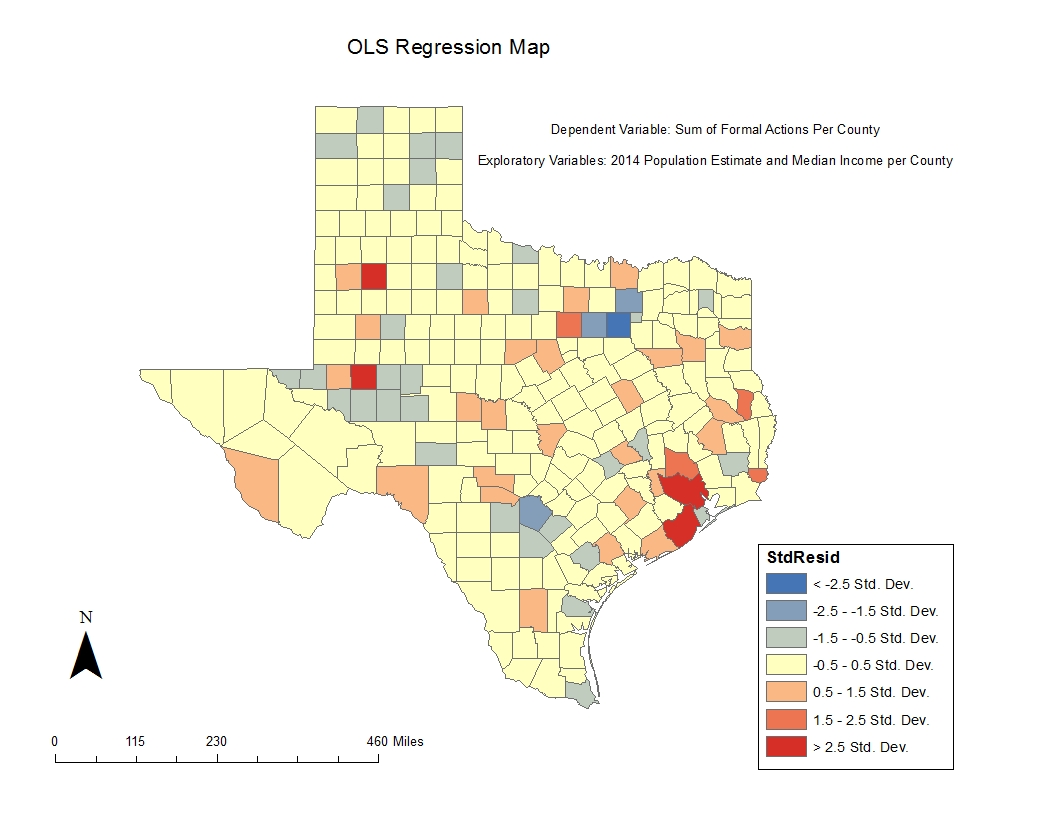 OLS Regression Map
Dependent Variable: Sum of Formal Actions Per County
Exploratory Variables: 2014 Population Estimate and Median Income per County
StdResid
< -2.5 Std. Dev.
-2.5 - -1.5 Std. Dev.
-1.5 - -0.5 Std. Dev.
-0.5 - 0.5 Std. Dev.
0.5 - 1.5 Std. Dev.
1.5 - 2.5 Std. Dev.
> 2.5 Std. Dev.
N
0 115 230 460 Miles